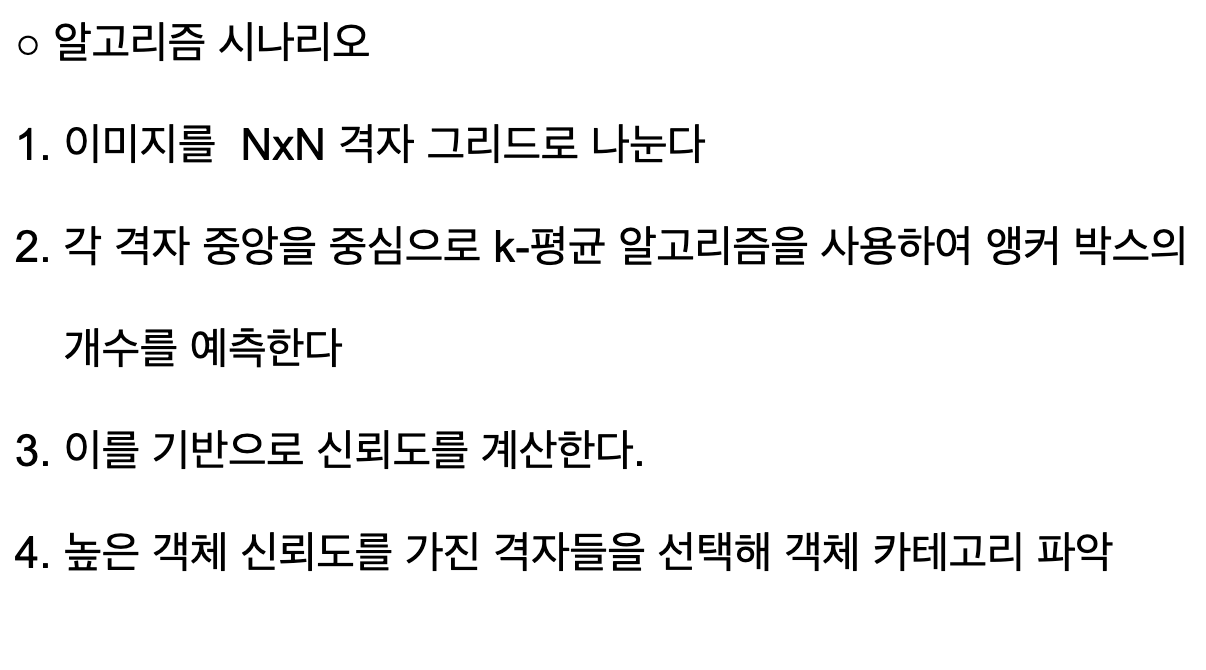 ○ 알고리즘 시나리오
1. 이미지를  NxN 격자 그리드로 나눈다
2. 각 격자 중앙을 중심으로 k-평균 알고리즘을 사용하여 앵커 박스의
개수를 예측한다
3. 이를 기반으로 신뢰도를 계산한다.
4. 높은 객체 신뢰도를 가진 격자들을 선택해 객체 카테고리 파악